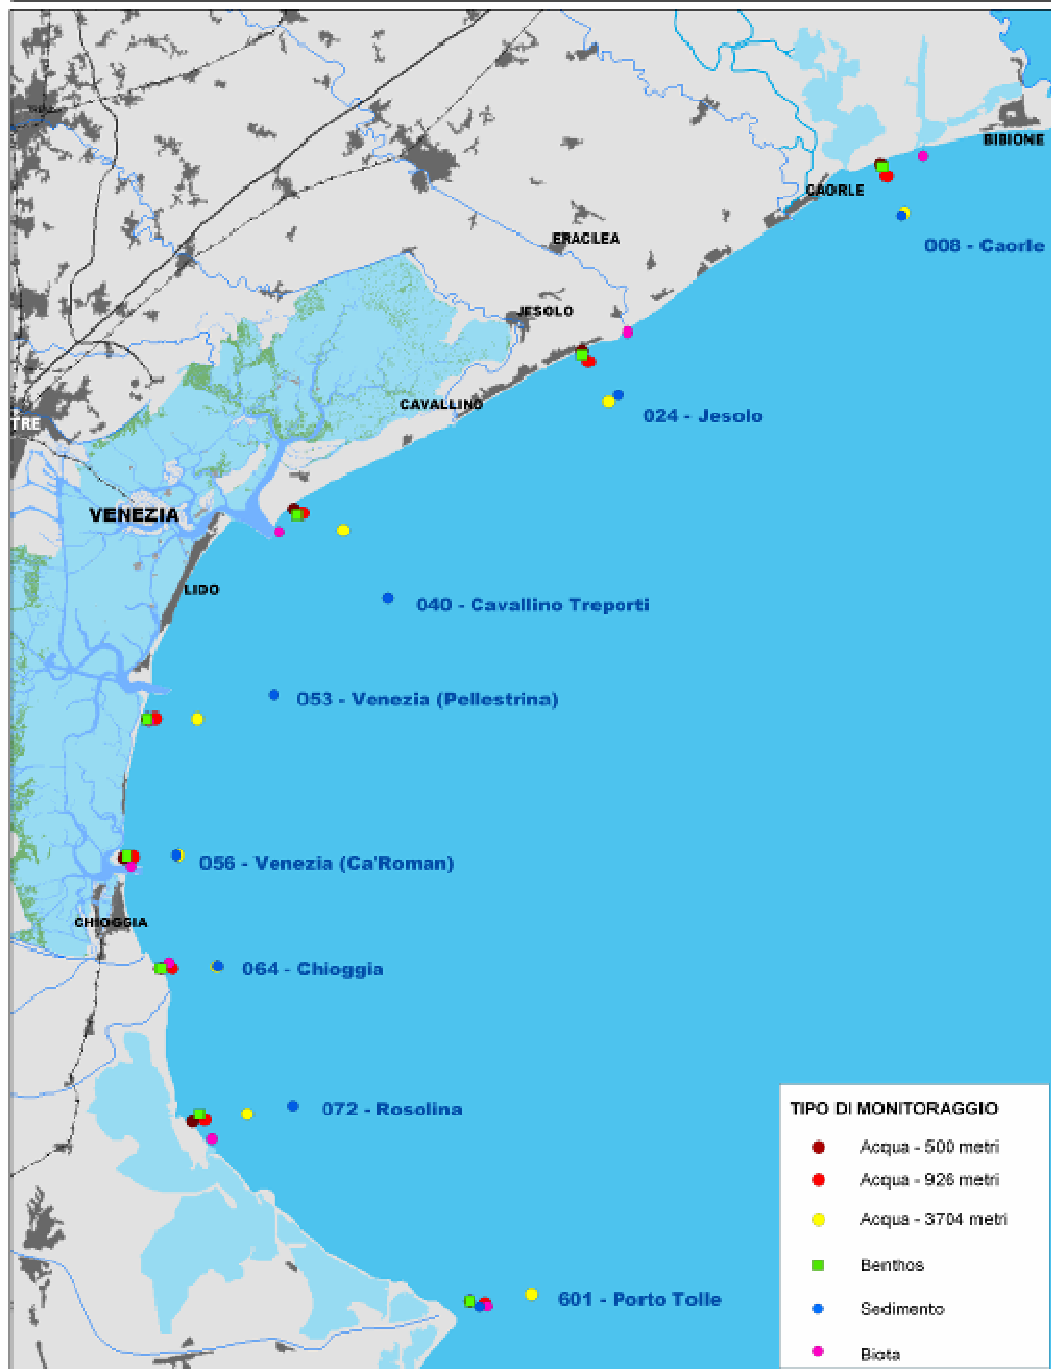 BIBIONE
CAORLE
008 - Caorle
ERACLEA
JESOLO
CAVALLINO
024 - Jesolo
TRE
VENEZIA
LIDO
040 - Cavallino Treporti
053 - Venezia (Pellestrina)
056 - Venezia (Ca'Roman)
CHIOGGIA
064 - Chioggia
072 - Rosolina
601 - Porto Tolle
TIPO DI MONITORAGGIO
Acqua - 500 metri
Acqua - 926 metri
Acqua - 3704 metri
Benthos
Sedimento
Biota